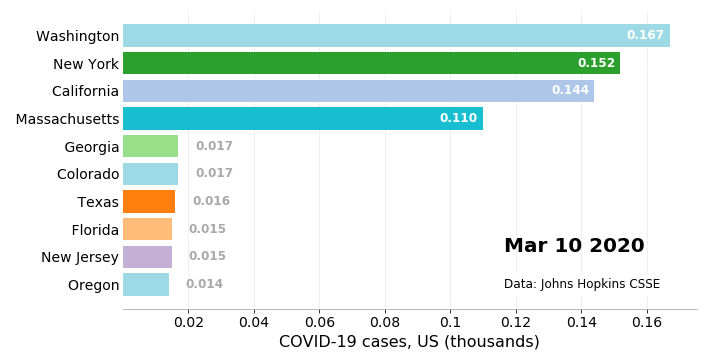 Washington 0.167
New York 0.152
California 0.144
Massachusetts 0.110
Georgia 0.017
Colorado 0.017
Texas 0.016
Florida 0.015
New Jersey 0.015
Oregon 0.014
Mar 10 2020
Data: Johns Hopkins CSSE
0.02 0.04 0.06 0.08 0.1 0.12 0.14 0.16
COVID-19 cases, US (thousands)